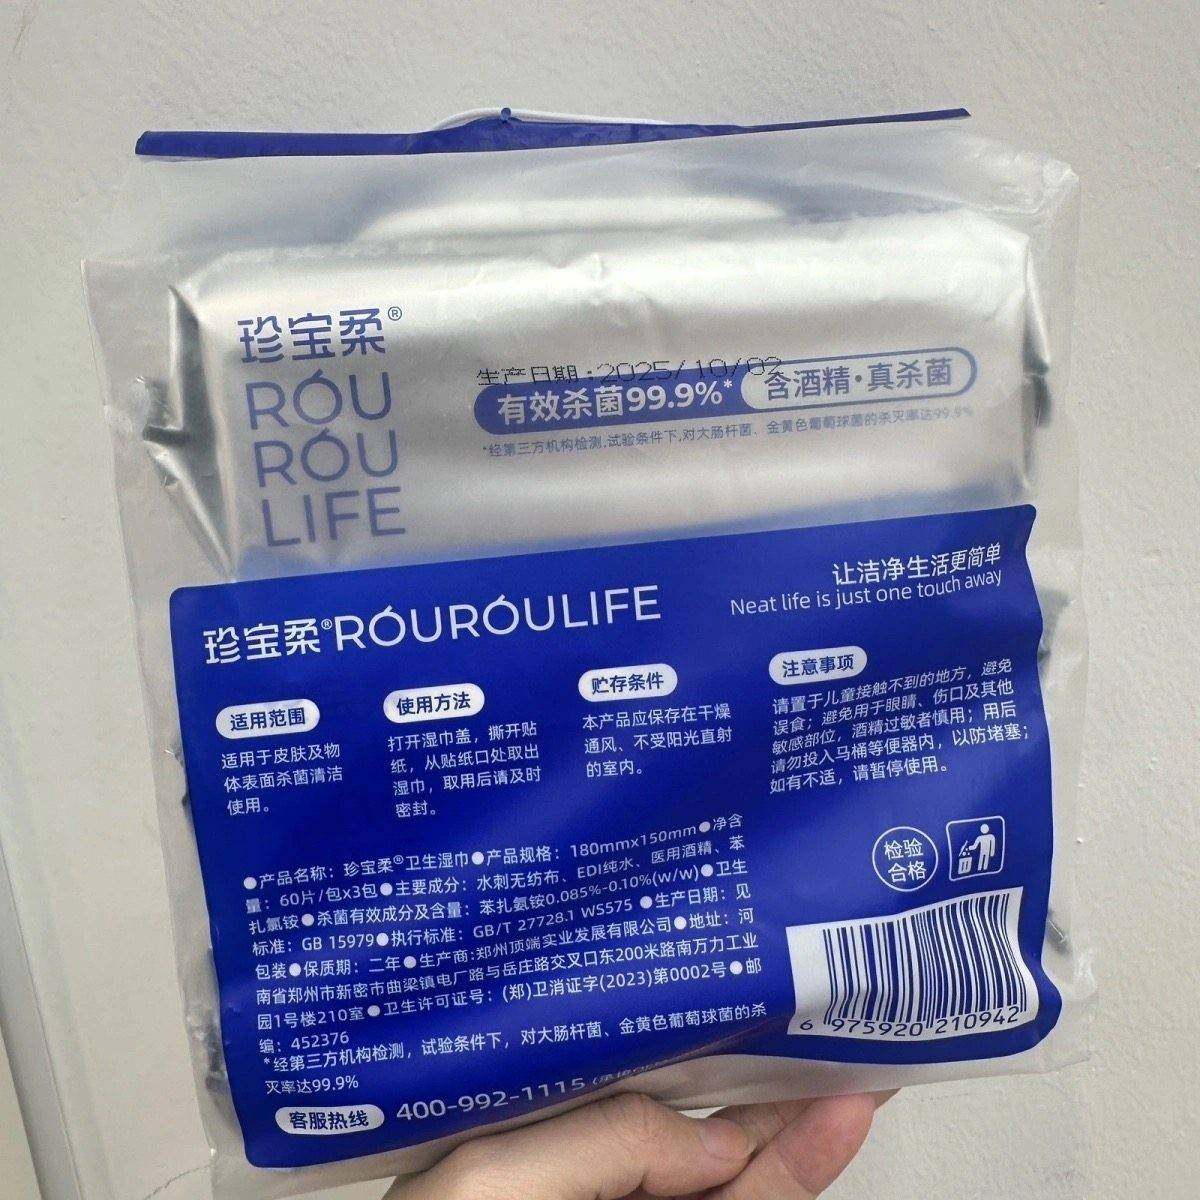 珍宝柔®
ROU
ROU
LIFE
生产日期:2025/10/02
有效杀菌99.9%* 含酒精·真杀菌
*经第三方机构检测,试验条件下,对大肠杆菌、金黄色葡萄球菌的杀灭率达99.9%
珍宝柔®RÓURÓULIFE
让洁净生活更简单
Neat life is just one touch away
适用范围
适用于皮肤及物
体表面杀菌清洁
使用。
使用方法
打开湿巾盖，撕开贴
纸，从贴纸口处取出
湿巾，取用后请及时
密封。
贮存条件
本产品应保存在干燥
通风、不受阳光直射
的室内。
注意事项
请置于儿童接触不到的地方，避免
误食；避免用于眼睛、伤口及其他
敏感部位，酒精过敏者慎用；用后
请勿投入马桶等便器内，以防堵塞；
如有不适，请暂停使用。
●产品名称：珍宝柔®卫生湿巾●产品规格：180mmx150mm●净含
量：60片/包x3包●主要成分：水刺无纺布、EDI纯水、医用酒精、苯
扎氯铵●杀菌有效成分及含量：苯扎氯铵0.085%-0.10%(w/w)●卫生
标准：GB 15979●执行标准：GB/T 27728.1 WS575 ●生产日期：见
包装●保质期：二年●生产商:郑州顶端实业发展有限公司●地址：河
南省郑州市新密市曲梁镇电厂路与岳庄路交叉口东200米路南万力工业
园1号楼210室●卫生许可证号：(郑)卫消证字(2023)第0002号●邮
编：452376
*经第三方机构检测，试验条件下，对大肠杆菌、金黄色葡萄球菌的杀
灭率达99.9%
检验
合格
6 975920 210942
客服热线 400-992-1115